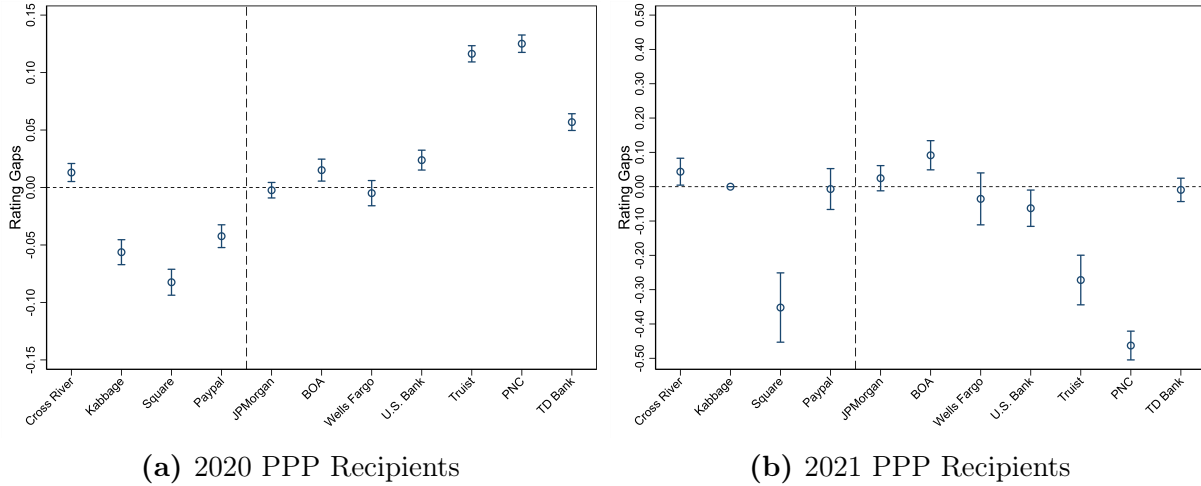 Rating Gaps
0.15
0.10
0.05
0.00
-0.05
-0.10
-0.15
Cross River
Kabbage
Square
Paypal
JPMorgan
BOA
Wells Fargo
U.S. Bank
Truist
PNC
TD Bank
(a) 2020 PPP Recipients
Rating Gaps
0.50
0.40
0.30
0.20
0.10
0.00
-0.10
-0.20
-0.30
-0.40
-0.50
Cross River
Kabbage
Square
Paypal
JPMorgan
BOA
Wells Fargo
U.S. Bank
Truist
PNC
TD Bank
(b) 2021 PPP Recipients